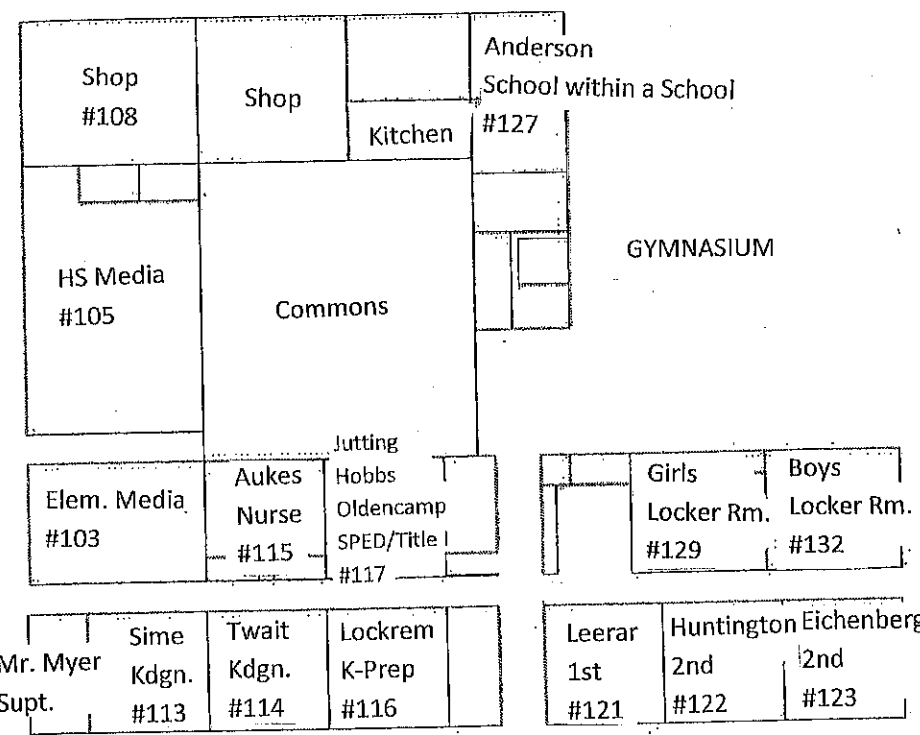 Shop
#108
Shop
Kitchen
Anderson
School within a School
#127
HS Media
#105
Commons
GYMNASIUM
Elem. Media
#103
Aukes
Nurse
#115
Jutting
Hobbs
Oldencamp
SPED/Title I
#117
Girls
Locker Rm.
#129
Boys
Locker Rm.
#132
Mr. Myer
Supt.
Sime
Kdgn.
#113
Twait
Kdgn.
#114
Lockrem
K-Prep
#116
Leerar
1st
#121
Huntington
2nd
#122
Eichenberg
2nd
#123